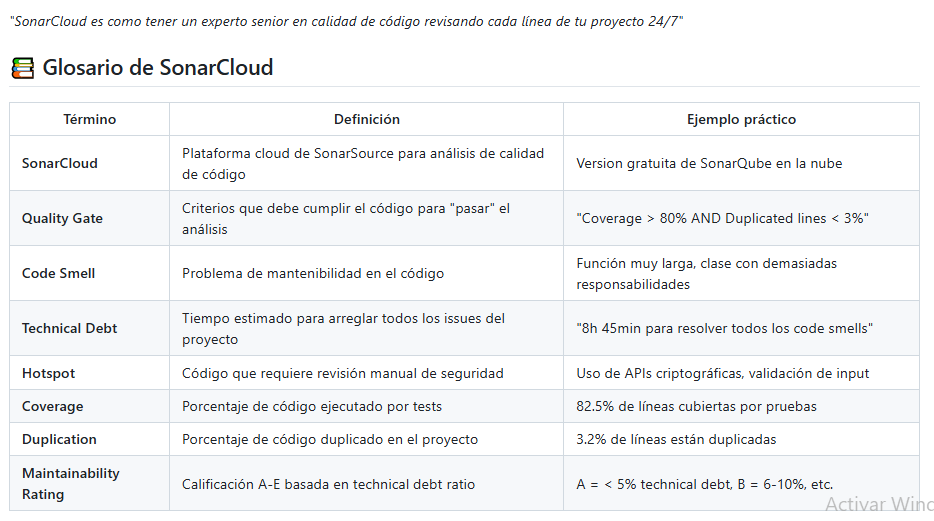 "SonarCloud es como tener un experto senior en calidad de código revisando cada línea de tu proyecto 24/7"
Glosario de SonarCloud
Término Definición Ejemplo práctico
SonarCloud Plataforma cloud de SonarSource para análisis de calidad
de código Version gratuita de SonarQube en la nube
Quality Gate Criterios que debe cumplir el código para "pasar" el
análisis "Coverage > 80% AND Duplicated lines < 3%"
Code Smell Problema de mantenibilidad en el código Función muy larga, clase con demasiadas
responsabilidades
Technical Debt Tiempo estimado para arreglar todos los issues del
proyecto "8h 45min para resolver todos los code smells"
Hotspot Código que requiere revisión manual de seguridad Uso de APIs criptográficas, validación de input
Coverage Porcentaje de código ejecutado por tests 82.5% de líneas cubiertas por pruebas
Duplication Porcentaje de código duplicado en el proyecto 3.2% de líneas están duplicadas
Maintainability
Rating Calificación A-E basada en technical debt ratio A = < 5% technical debt, B = 6-10%, etc.
Activar Winc